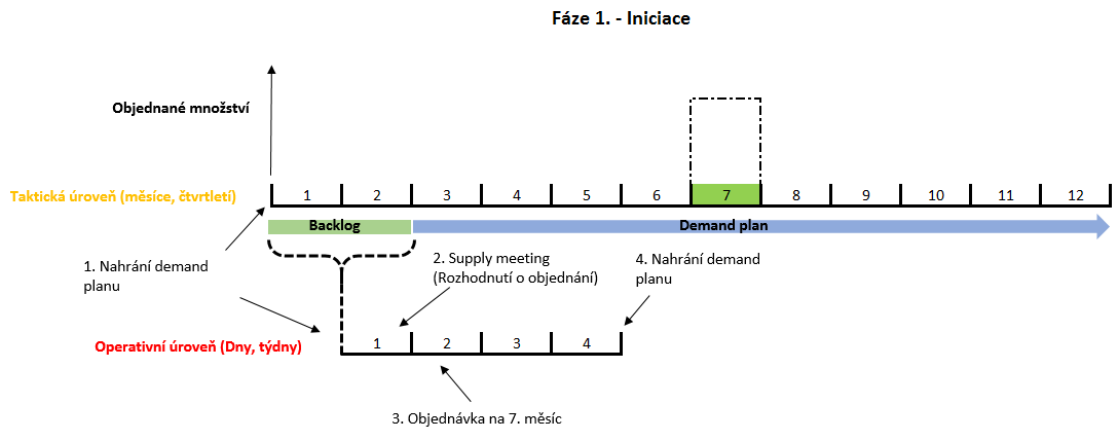 Fáze 1. - Iniciace
Objednané množství
Taktická úroveň (měsíce, čtvrtletí)
1 2 3 4 5 6 7 8 9 10 11 12
Backlog
Demand plan
1. Nahrání demand
planu
2. Supply meeting
(Rozhodnutí o objednání)
4. Nahrání demand
planu
Operativní úroveň (Dny, týdny)
1 2 3 4
3. Objednávka na 7. měsíc